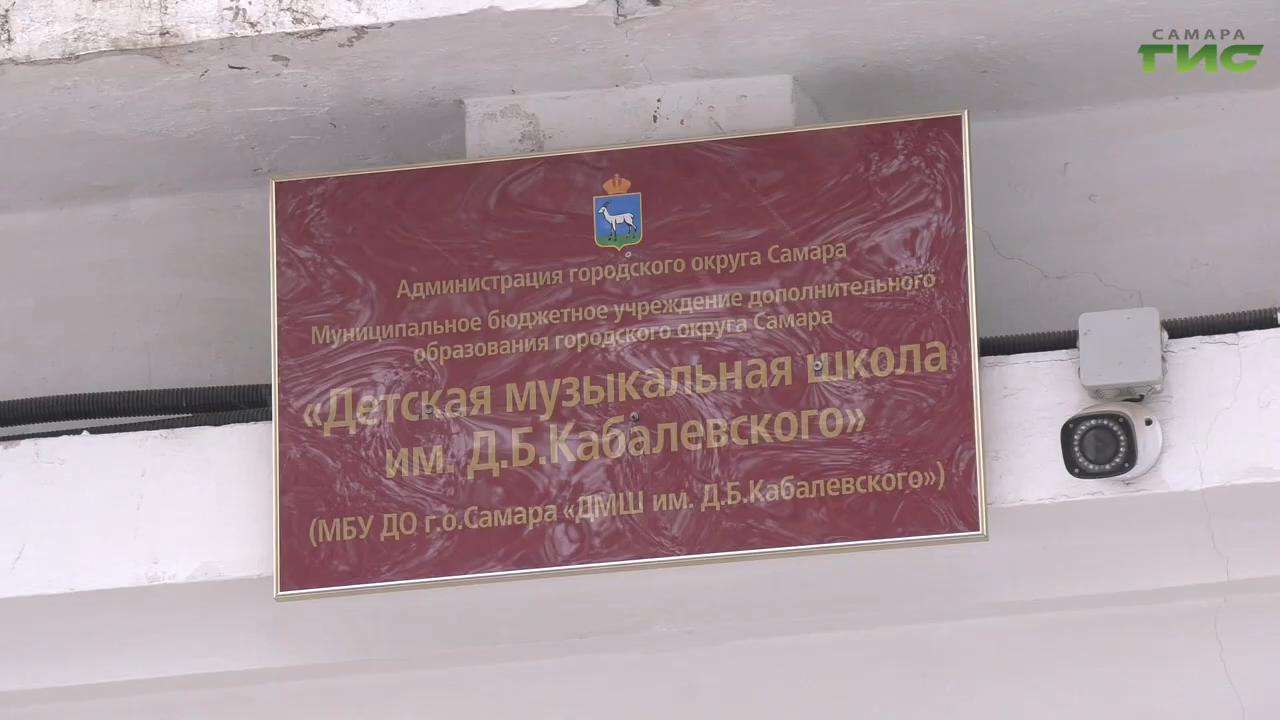 САМАРА
ГИС
Администрация городского округа Самара
Муниципальное бюджетное учреждение дополнительного
образования городского округа Самара
«Детская музыкальная школа
им. Д.Б.Кабалевского»
(МБУ ДО г.о.Самара «ДМШ им. Д.Б.Кабалевского»)